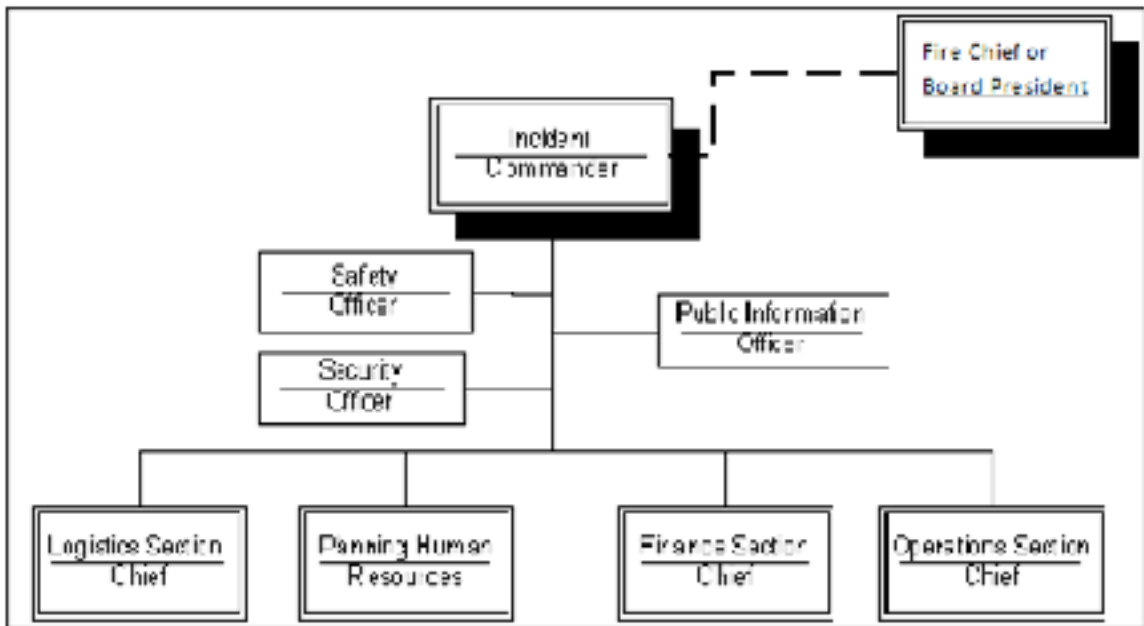 Fire Chief or
Board President
Incident
Commander
Safety
Officer
Public Information
Officer
Security
Officer
Logistics Section
Chief
Planning Human
Resources
Finance Section
Chief
Operations Section
Chief